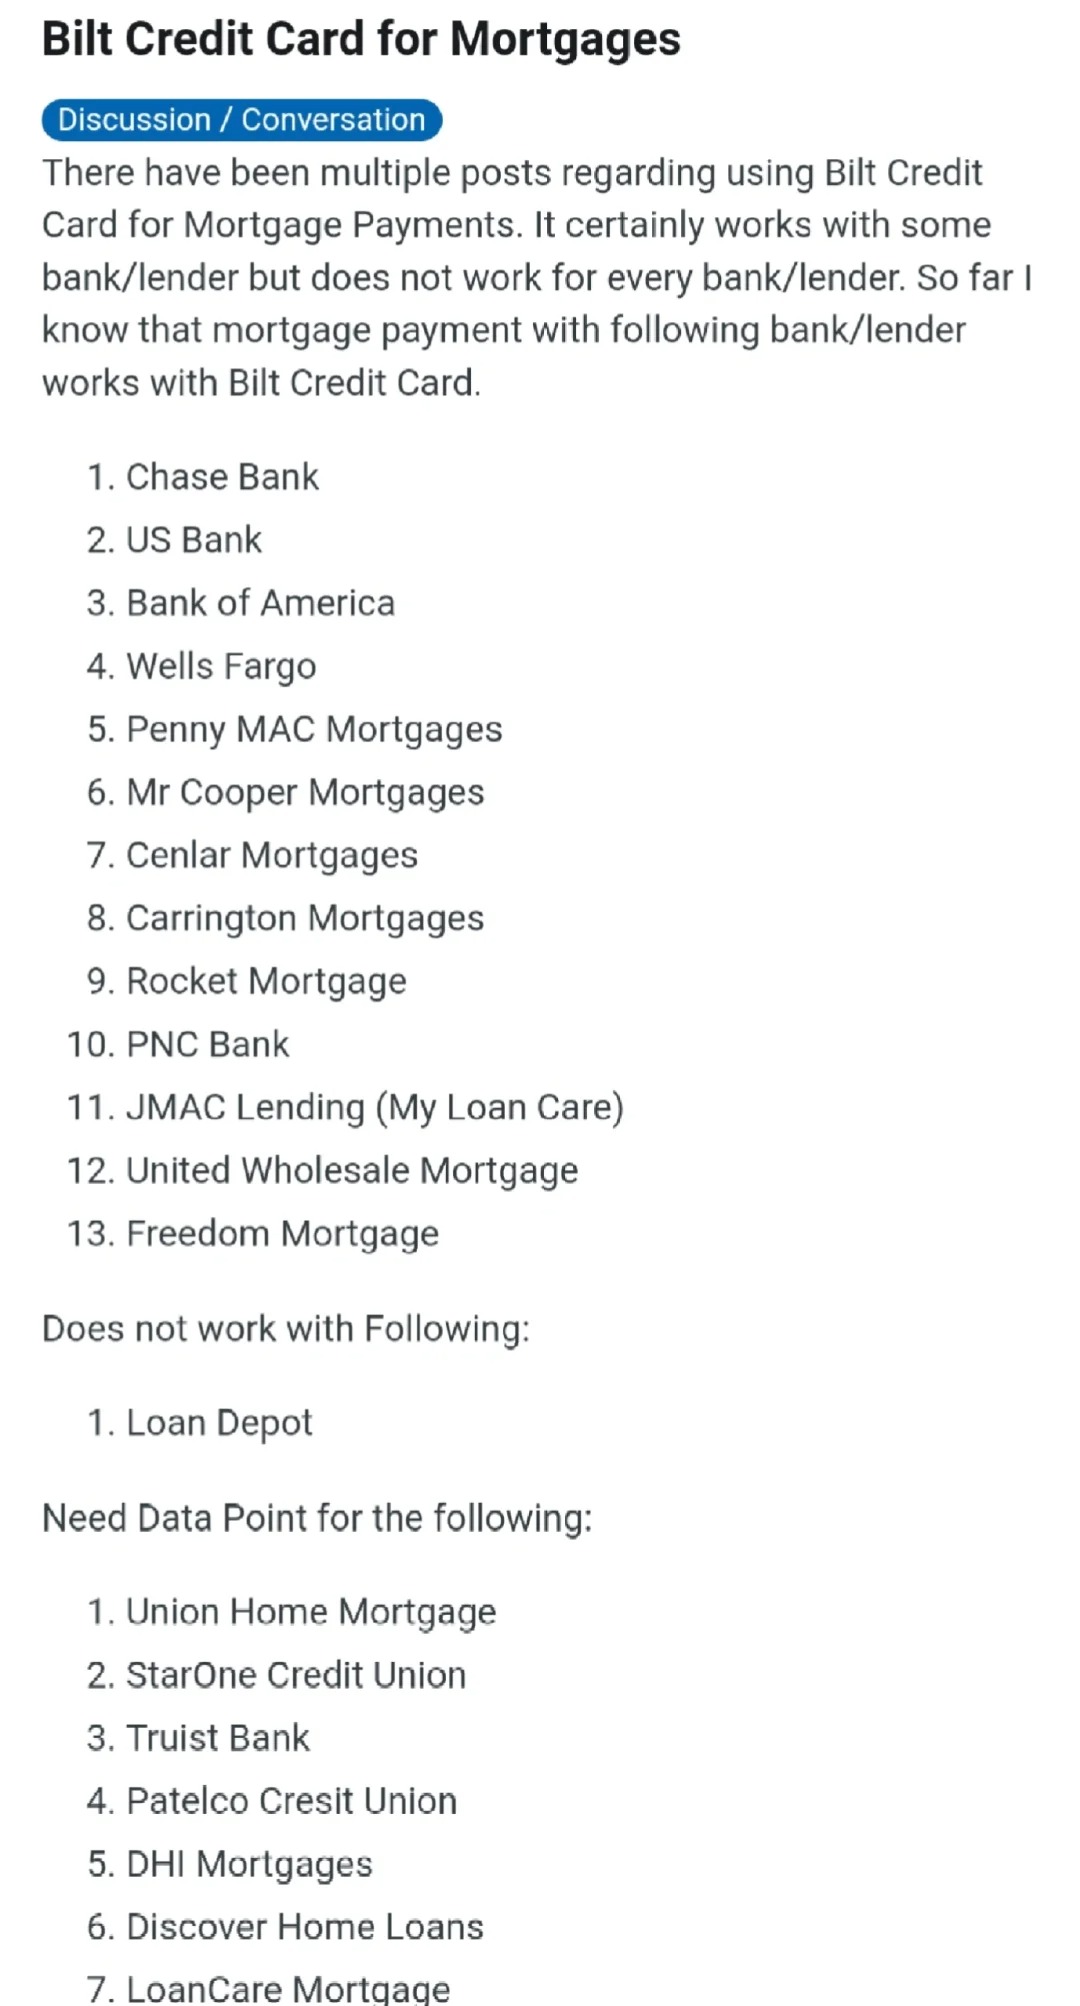 Bilt Credit Card for Mortgages
Discussion / Conversation
There have been multiple posts regarding using Bilt Credit
Card for Mortgage Payments. It certainly works with some
bank/lender but does not work for every bank/lender. So far I
know that mortgage payment with following bank/lender
works with Bilt Credit Card.
1. Chase Bank
2. US Bank
3. Bank of America
4. Wells Fargo
5. Penny MAC Mortgages
6. Mr Cooper Mortgages
7. Cenlar Mortgages
8. Carrington Mortgages
9. Rocket Mortgage
10. PNC Bank
11. JMAC Lending (My Loan Care)
12. United Wholesale Mortgage
13. Freedom Mortgage
Does not work with Following:
1. Loan Depot
Need Data Point for the following:
1. Union Home Mortgage
2. StarOne Credit Union
3. Truist Bank
4. Patelco Cresit Union
5. DHI Mortgages
6. Discover Home Loans
7. LoanCare Mortgage